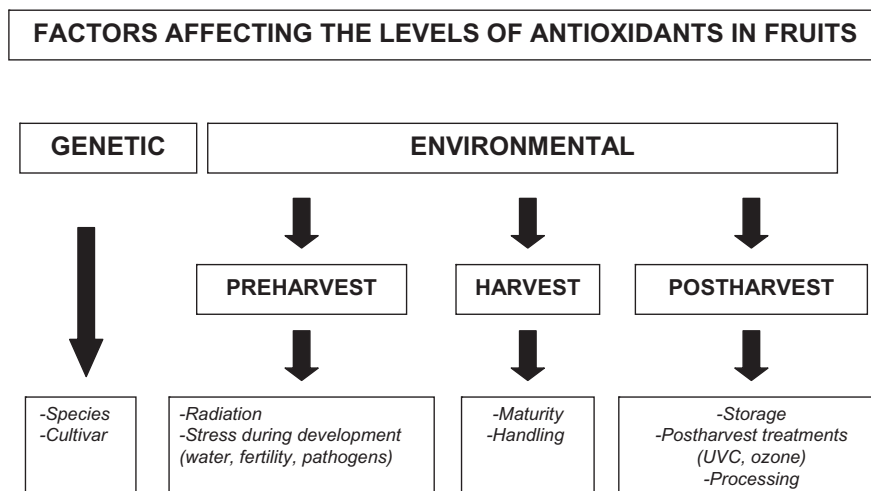 FACTORS AFFECTING THE LEVELS OF ANTIOXIDANTS IN FRUITS
GENETIC
ENVIRONMENTAL
PREHARVEST
HARVEST
POSTHARVEST
-Species
-Cultivar
-Radiation
-Stress during development
(water, fertility, pathogens)
-Maturity
-Handling
-Storage
-Postharvest treatments
(UVC, ozone)
-Processing